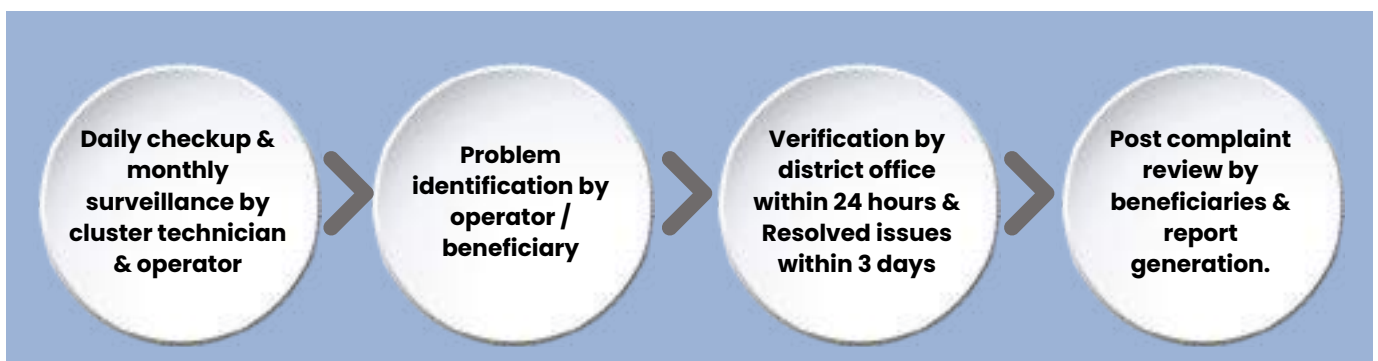 Daily checkup &
monthly
surveillance by
cluster technician
& operator
Problem
identification by
operator /
beneficiary
Verification by
district office
within 24 hours &
Resolved issues
within 3 days
Post complaint
review by
beneficiaries &
report
generation.